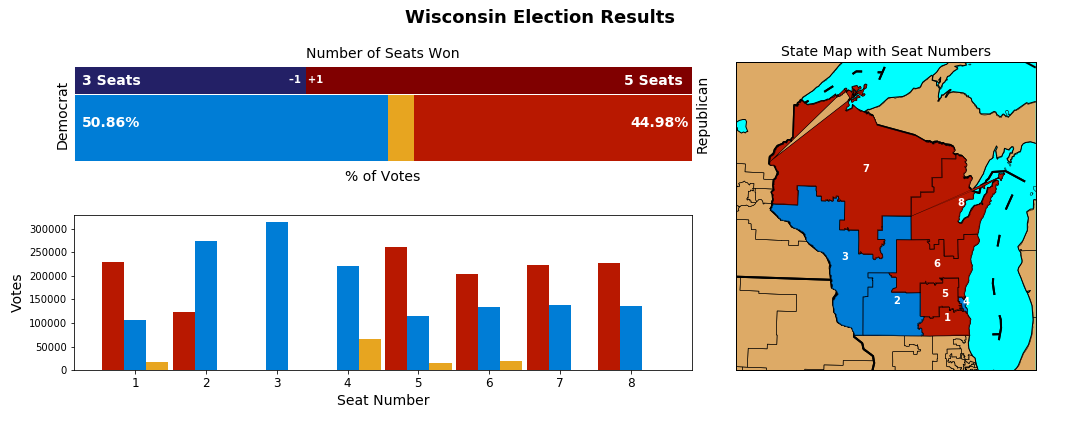 Wisconsin Election Results
Number of Seats Won
Democrat
3 Seats
-1
+1
5 Seats
50.86%
44.98%
Republican
% of Votes
Votes
300000
250000
200000
150000
100000
50000
0
1 2 3 4 5 6 7 8
Seat Number
State Map with Seat Numbers
7
8
3
6
5
2
4
1